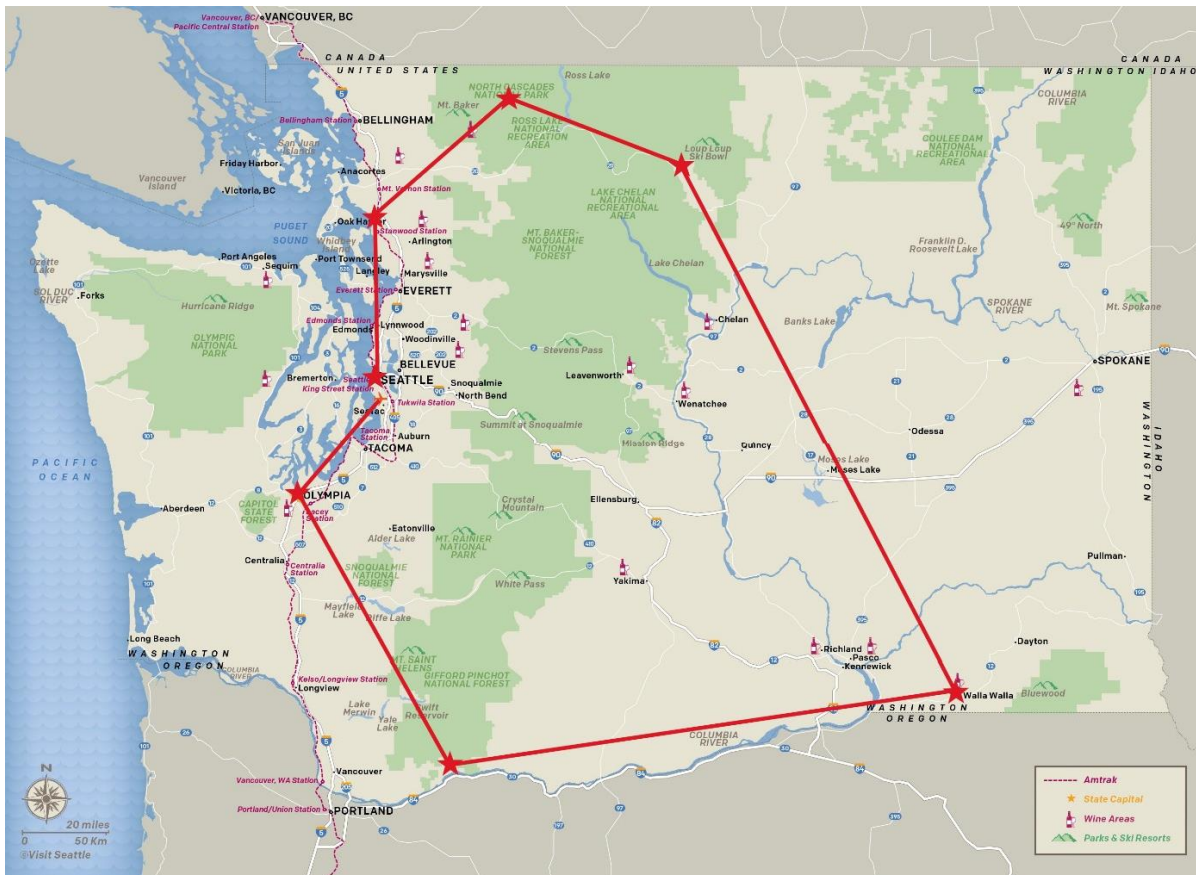 Vancouver, BC/
Pacific Central Station
VANCOUVER, BC
CANADA
UNITED STATES
CANADA
WASHINGTON IDAHO
Ross Lake
NORTH CASCADES
NATIONAL PARK
Mt. Baker
COLUMBIA
RIVER
Bellingham Station
BELLINGHAM
ROSS LAKE
NATIONAL
RECREATION
AREA
San Juan
Islands
Loup Loup
Ski Bowl
COULEE DAM
NATIONAL
RECREATIONAL
AREA
Friday Harbor
Anacortes
Vancouver
Island
Victoria, BC
Mt. Vernon Station
LAKE CHELAN
NATIONAL
RECREATIONAL
AREA
Oak Harbor
Stanwood Station
PUGET
SOUND
Whidbey
Island
Arlington
MT. BAKER-
SNOQUALMIE
NATIONAL
FOREST
49° North
Franklin D.
Roosevelt Lake
Port Angeles
Sequim
Port Townsend
Langley
Marysville
Ozette
Lake
SOL DUC
RIVER
Forks
Lake Chelan
Everett Station
EVERETT
Hurricane Ridge
SPOKANE
RIVER
Mt. Spokane
OLYMPIC
NATIONAL
PARK
Edmonds Station
Edmonds
Lynnwood
Woodinville
Chelan
Banks Lake
Stevens Pass
BELLEVUE
SPOKANE
Bremerton
Seattle
King Street Station
SEATTLE
Snoqualmie
North Bend
Leavenworth
Wenatchee
SeaTac
Tukwila Station
WASHINGTON
IDAHO
Tacoma
Station
Auburn
TACOMA
Summit at Snoqualmie
Mission Ridge
Quincy
Odessa
PACIFIC
OCEAN
Moses Lake
Moses Lake
OLYMPIA
Lacey
Station
CAPITOL
STATE
FOREST
Aberdeen
Crystal
Mountain
Ellensburg
Eatonville
Alder Lake
MT. RAINIER
NATIONAL
PARK
Centralia
Centralia
Station
SNOQUALMIE
NATIONAL
FOREST
White Pass
Yakima
Pullman
Mayfield
Lake
Riffe Lake
Long Beach
WASHINGTON
OREGON
COLUMBIA
RIVER
MT. SAINT
HELENS
GIFFORD PINCHOT
NATIONAL FOREST
Richland
Pasco
Kennewick
Dayton
Kelso/Longview Station
Longview
Walla Walla
Bluewood
WASHINGTON
OREGON
Lake
Merwin
Yale
Lake
Swift
Reservoir
COLUMBIA
RIVER
Vancouver
Vancouver, WA Station
Portland/Union Station
PORTLAND
N
20 miles
0 50 Km
©Visit Seattle
Amtrak
State Capital
Wine Areas
Parks & Ski Resorts